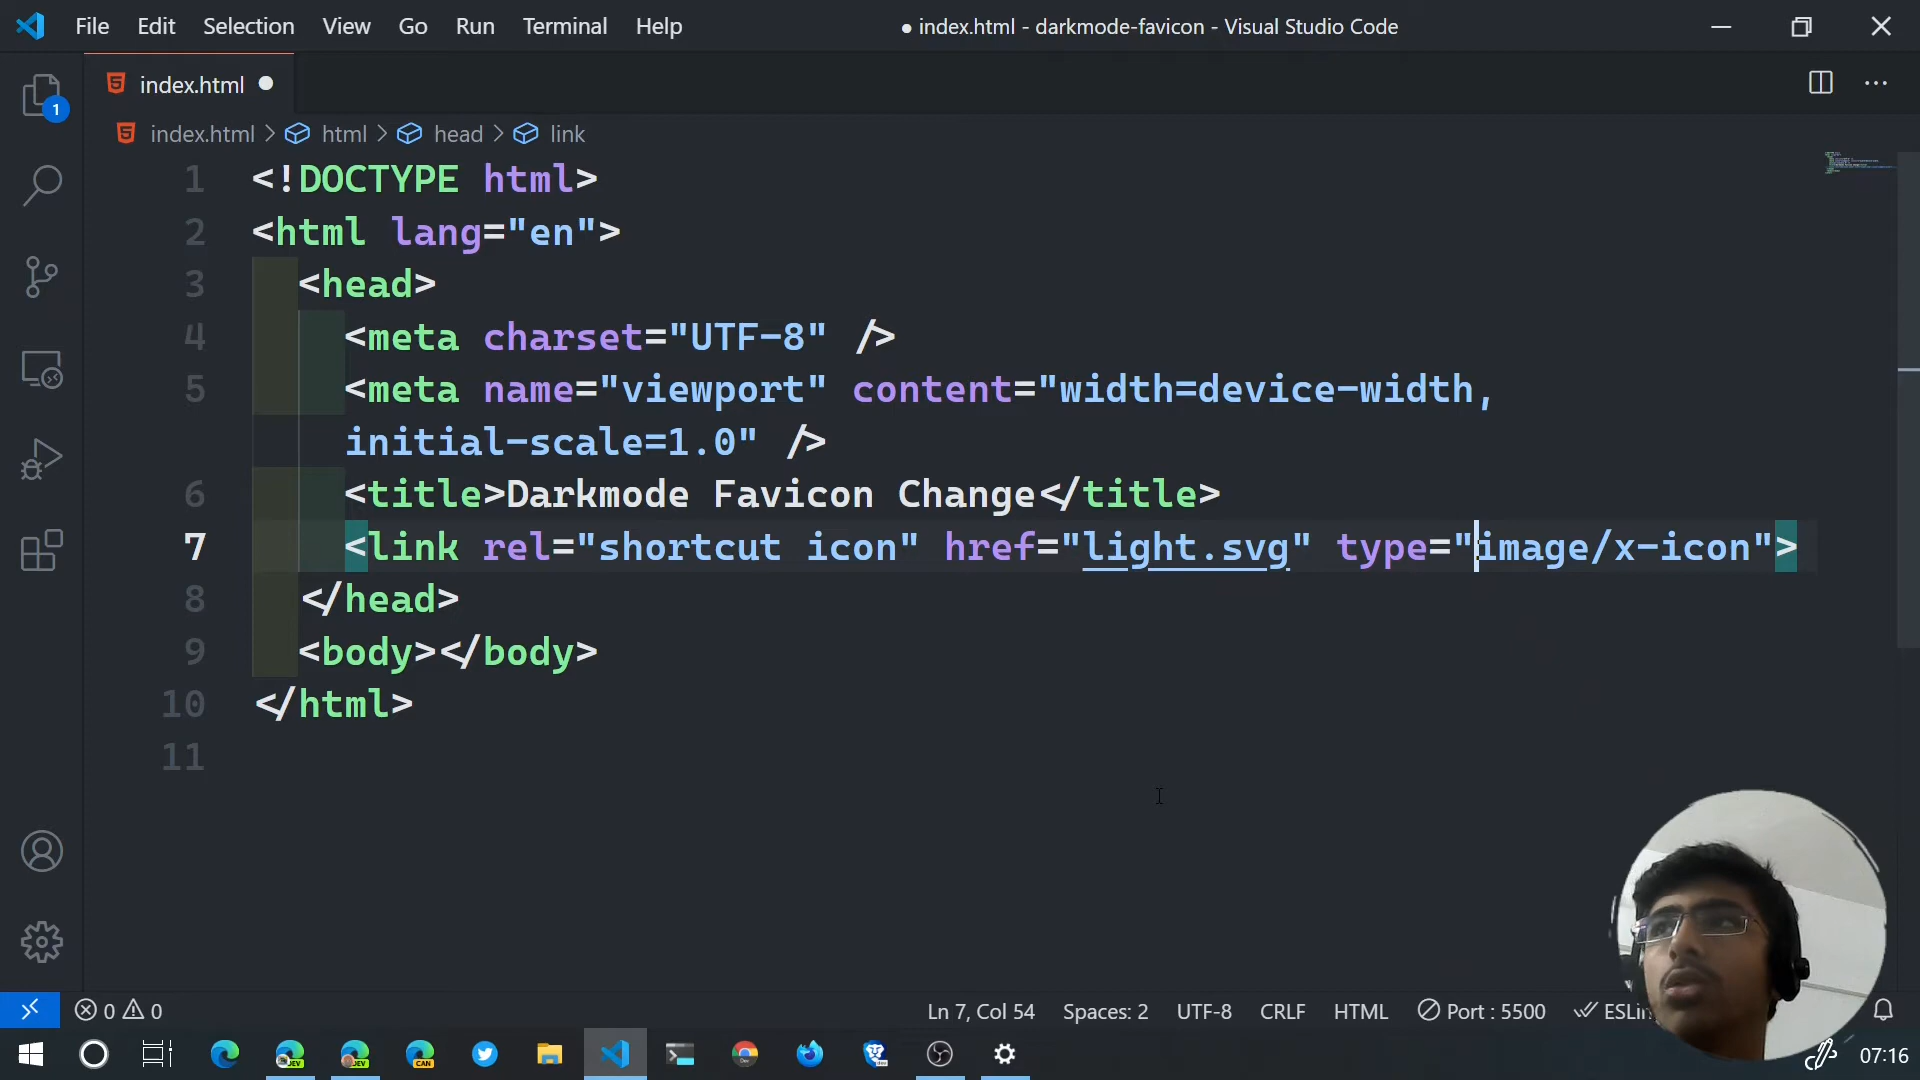 File Edit Selection View Go Run Terminal Help ● index.html - darkmode-favicon - Visual Studio Code
index.html ●
1
index.html > html > head > link
1 <!DOCTYPE html>
2 <html lang="en">
3 <head>
4 <meta charset="UTF-8" />
5 <meta name="viewport" content="width=device-width,
initial-scale=1.0" />
6 <title>Darkmode Favicon Change</title>
7 <link rel="shortcut icon" href="light.svg" type="image/x-icon">
8 </head>
9 <body></body>
10 </html>
11
0 0 Ln 7, Col 54 Spaces: 2 UTF-8 CRLF HTML Port : 5500
DEV DEV CAN 07:16